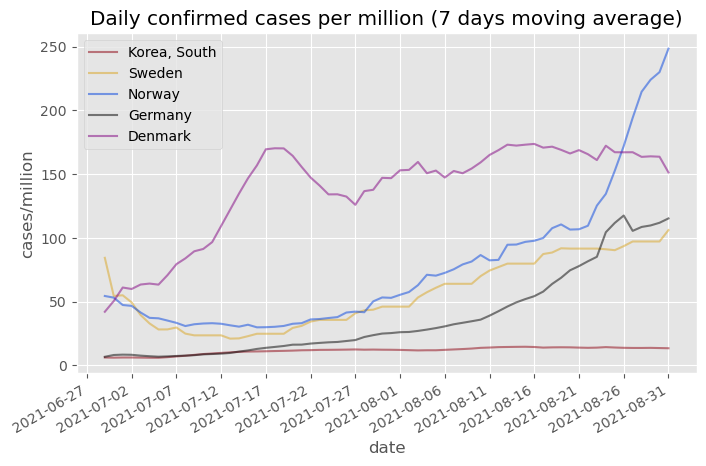 Daily confirmed cases per million (7 days moving average)
Korea, South
Sweden
Norway
Germany
Denmark
cases/million
250
200
150
100
50
0
2021-06-27
2021-07-02
2021-07-07
2021-07-12
2021-07-17
2021-07-22
2021-07-27
2021-08-01
2021-08-06
2021-08-11
2021-08-16
2021-08-21
2021-08-26
2021-08-31
date